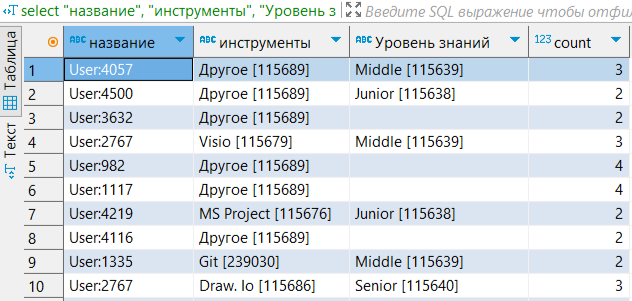 select "название", "инструменты", "Уровень з
Введите SQL выражение чтобы отфи
Таблица
Текст
название инструменты Уровень знаний 123 count
1 User:4057 Другое [115689] Middle [115639] 3
2 User:4500 Другое [115689] Junior [115638] 2
3 User:3632 Другое [115689] 2
4 User:2767 Visio [115679] Middle [115639] 3
5 User:982 Другое [115689] 4
6 User:1117 Другое [115689] 4
7 User:4219 MS Project [115676] Junior [115638] 2
8 User:4116 Другое [115689] 2
9 User:1335 Git [239030] Middle [115639] 2
10 User:2767 Draw. Io [115686] Senior [115640] 3